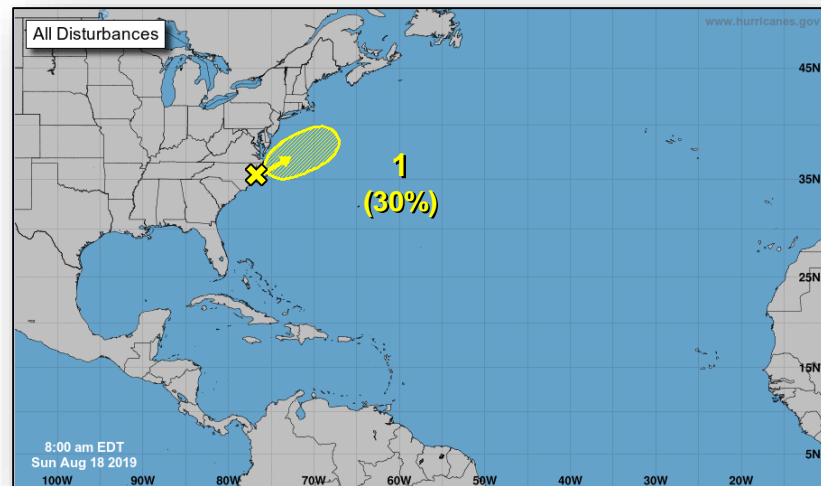 All Disturbances
www.hurricanes.gov
45N
1
(30%)
35N
25N
15N
8:00 am EDT
Sun Aug 18 2019
5N
100W 90W 80W 70W 60W 50W 40W 30W 20W